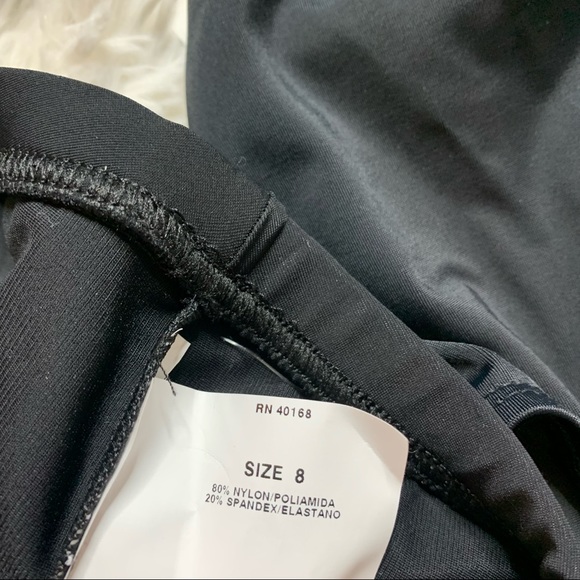 RN 40168
SIZE 8
80% NYLON/POLIAMIDA
20% SPANDEX/ELASTANO